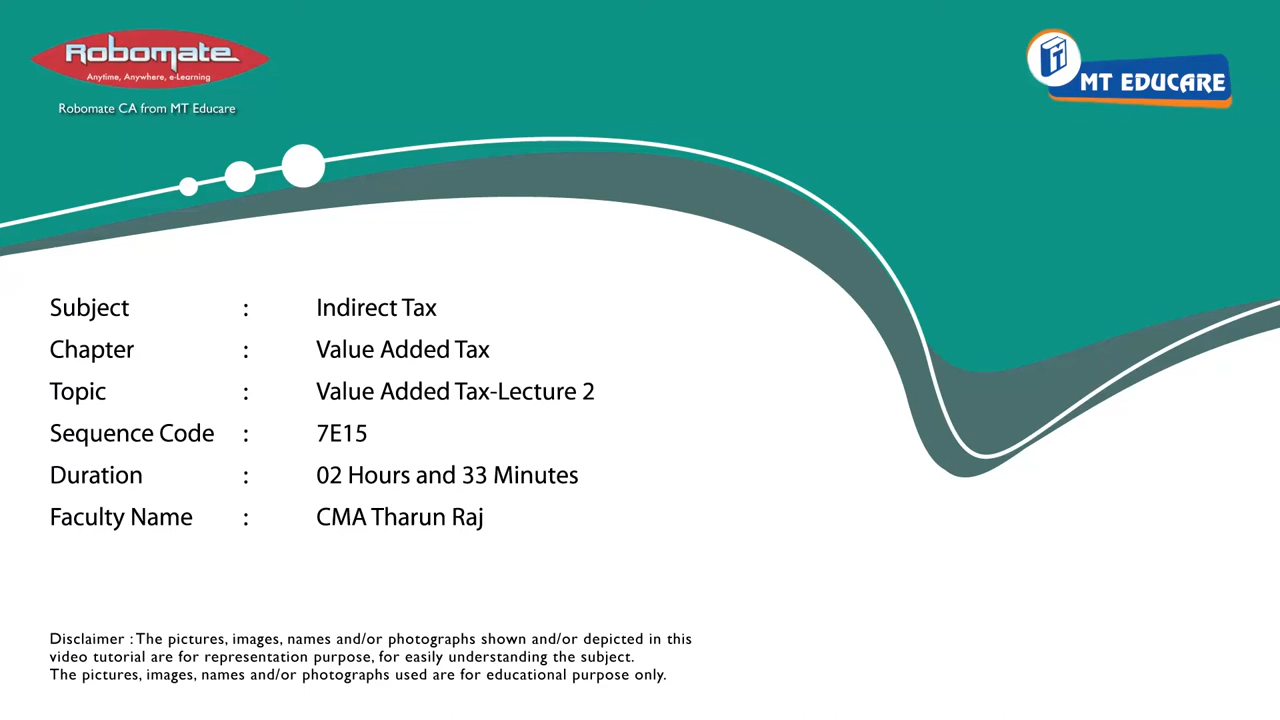 Robomate
Anytime, Anywhere, e-Learning
Robomate CA from MT Educare
MT EDUCARE
Subject : Indirect Tax
Chapter : Value Added Tax
Topic : Value Added Tax-Lecture 2
Sequence Code : 7E15
Duration : 02 Hours and 33 Minutes
Faculty Name : CMA Tharun Raj
Disclaimer : The pictures, images, names and/or photographs shown and/or depicted in this
video tutorial are for representation purpose, for easily understanding the subject.
The pictures, images, names and/or photographs used are for educational purpose only.